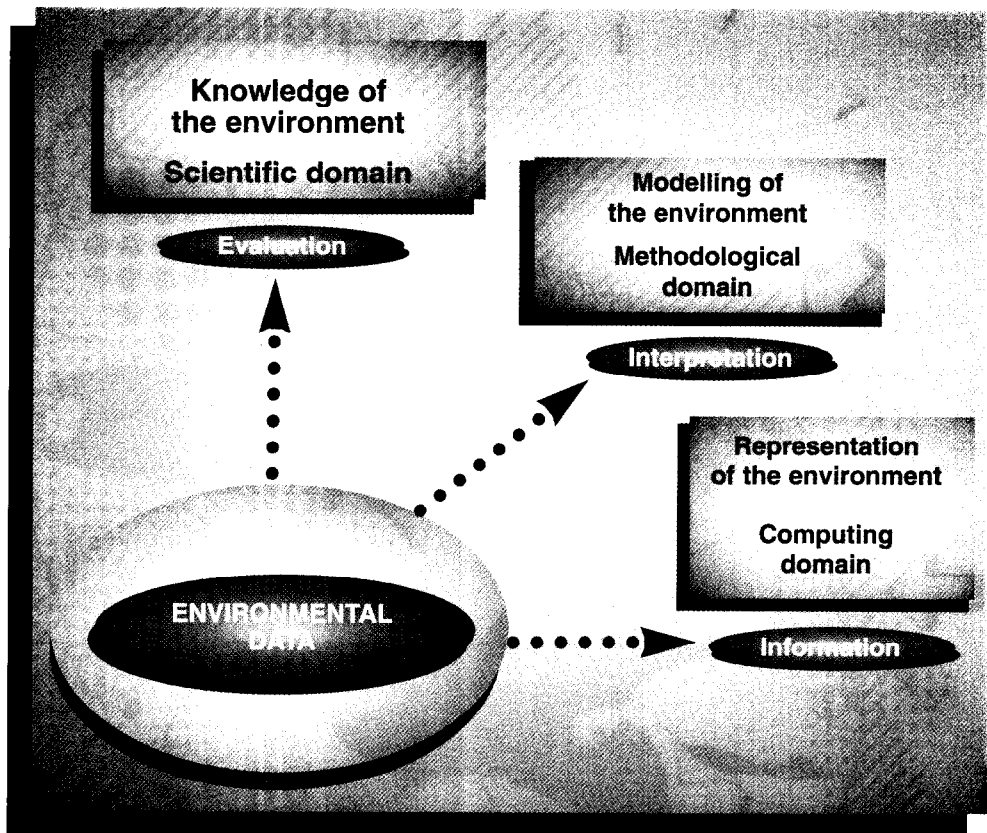 Knowledge of
the environment
Scientific domain
Evaluation
Modelling of
the environment
Methodological
domain
Interpretation
Representation
of the environment
Computing
domain
Information
ENVIRONMENTAL
DATA